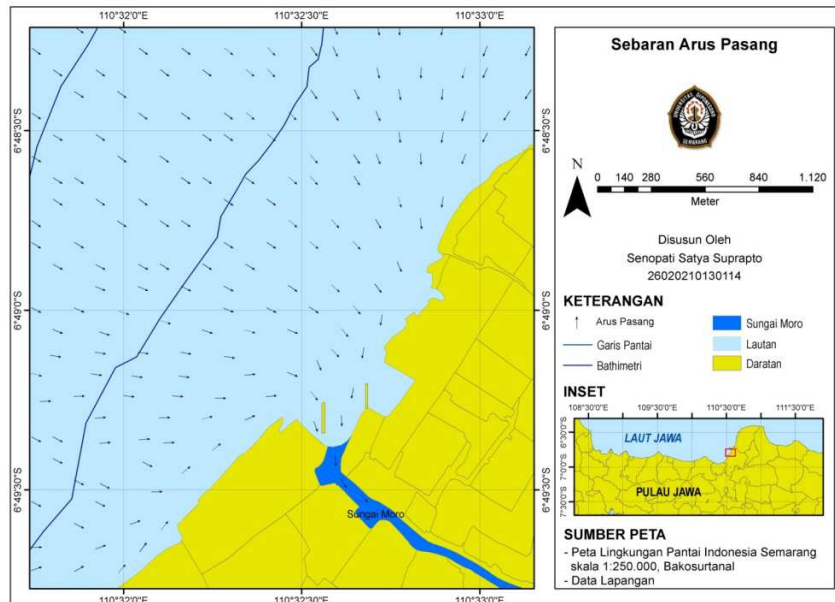 110°32'0"E 110°32'30"E 110°33'0"E
6°48'30"S 6°48'30"S
6°49'0"S 6°49'0"S
6°49'30"S 6°49'30"S
Sungai Moro
110°32'0"E 110°32'30"E 110°33'0"E
Sebaran Arus Pasang
UNIVERSITAS DIPONEGORO
SEMARANG
N
0 140 280 560 840 1.120
Meter
Disusun Oleh
Senopati Satya Suprapto
26020210130114
KETERANGAN
Arus Pasang
Garis Pantai
Bathimetri
Sungai Moro
Lautan
Daratan
INSET
108°30'0"E 109°30'0"E 110°30'0"E 111°30'0"E
6°30'0"S
7°0'0"S
7°30'0"S
LAUT JAWA
PULAU JAWA
SUMBER PETA
- Peta Lingkungan Pantai Indonesia Semarang
skala 1:250.000, Bakosurtanal
- Data Lapangan